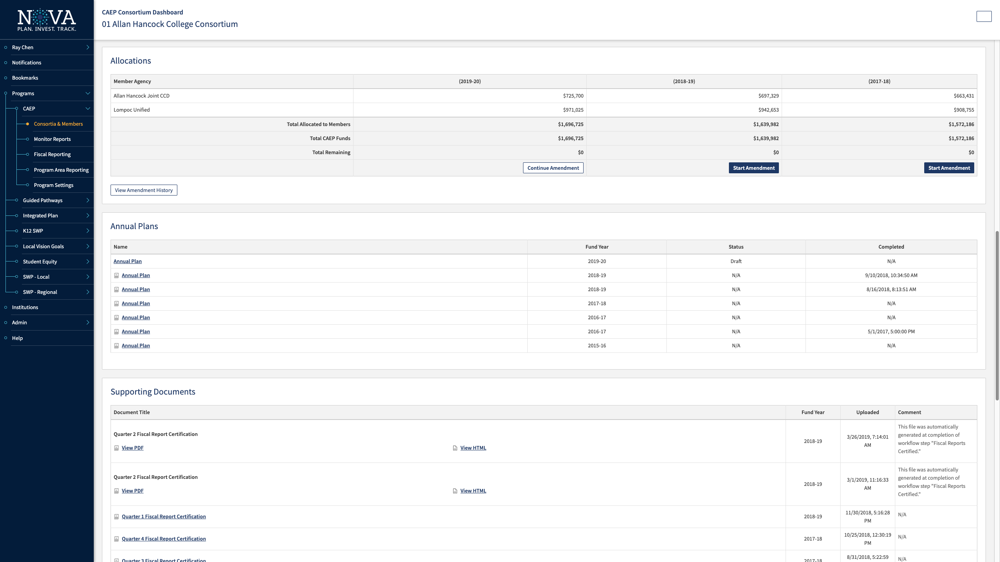 NOVA
PLAN. INVEST. TRACK.
Ray Chen
Notifications
Bookmarks
Programs
CAEP
Consortia & Members
Monitor Reports
Fiscal Reporting
Program Area Reporting
Program Settings
Guided Pathways
Integrated Plan
K12 SWP
Local Vision Goals
Student Equity
SWP - Local
SWP - Regional
Institutions
Admin
Help
CAEP Consortium Dashboard
01 Allan Hancock College Consortium
Allocations
Member Agency (2019-20) (2018-19) (2017-18)
Allan Hancock Joint CCD $725,700 $697,329 $663,431
Lompoc Unified $971,025 $942,653 $908,755
Total Allocated to Members $1,696,725 $1,639,982 $1,572,186
Total CAEP Funds $1,696,725 $1,639,982 $1,572,186
Total Remaining $0 $0 $0
Continue Amendment Start Amendment Start Amendment
View Amendment History
Annual Plans
Name Fund Year Status Completed
Annual Plan 2019-20 Draft N/A
Annual Plan 2018-19 N/A 9/10/2018, 10:34:50 AM
Annual Plan 2018-19 N/A 8/16/2018, 8:13:51 AM
Annual Plan 2017-18 N/A N/A
Annual Plan 2016-17 N/A N/A
Annual Plan 2016-17 N/A 5/1/2017, 5:00:00 PM
Annual Plan 2015-16 N/A N/A
Supporting Documents
Document Title Fund Year Uploaded Comment
Quarter 2 Fiscal Report Certification
View PDF View HTML
2018-19
3/26/2019, 7:14:01
AM
This file was automatically
generated at completion of
workflow step "Fiscal Reports
Certified."
Quarter 2 Fiscal Report Certification
View PDF View HTML
2018-19
3/1/2019, 11:16:33
AM
This file was automatically
generated at completion of
workflow step "Fiscal Reports
Certified."
Quarter 1 Fiscal Report Certification 2018-19
11/30/2018, 5:16:28
PM
N/A
Quarter 4 Fiscal Report Certification 2017-18
10/25/2018, 12:30:19
PM
N/A
Quarter 3 Fiscal Report Certification 2017-18
8/31/2018, 5:22:59
N/A